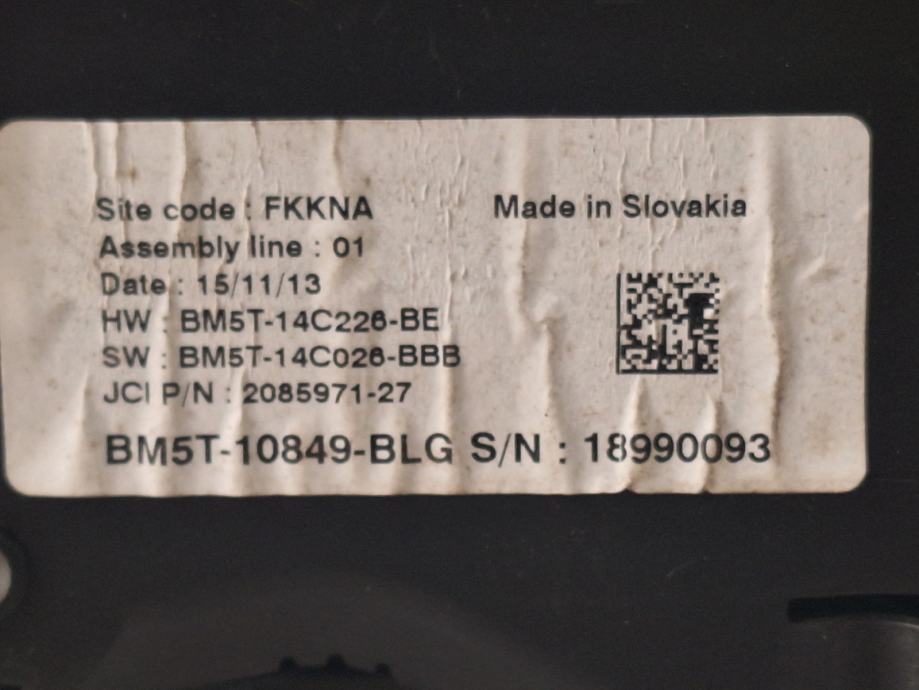 Site code : FKKNA
Made in Slovakia
Assembly line : 01
Date : 15/11/13
HW : BM5T-14C226-BE
SW : BM5T-14C026-BBB
JCI P/N : 2085971-27
BM5T-10849-BLG S/N : 18990093